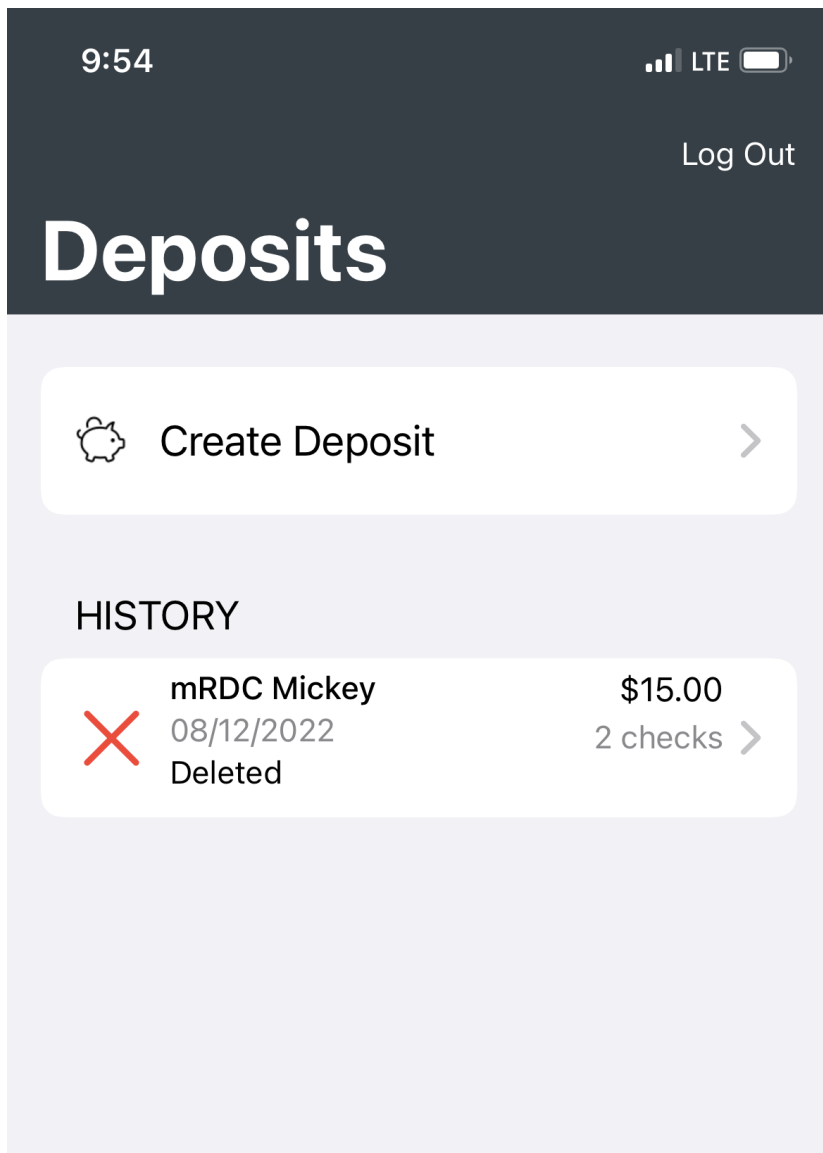 9:54 LTE
Log Out
Deposits
Create Deposit
HISTORY
mRDC Mickey $15.00
08/12/2022 2 checks
Deleted